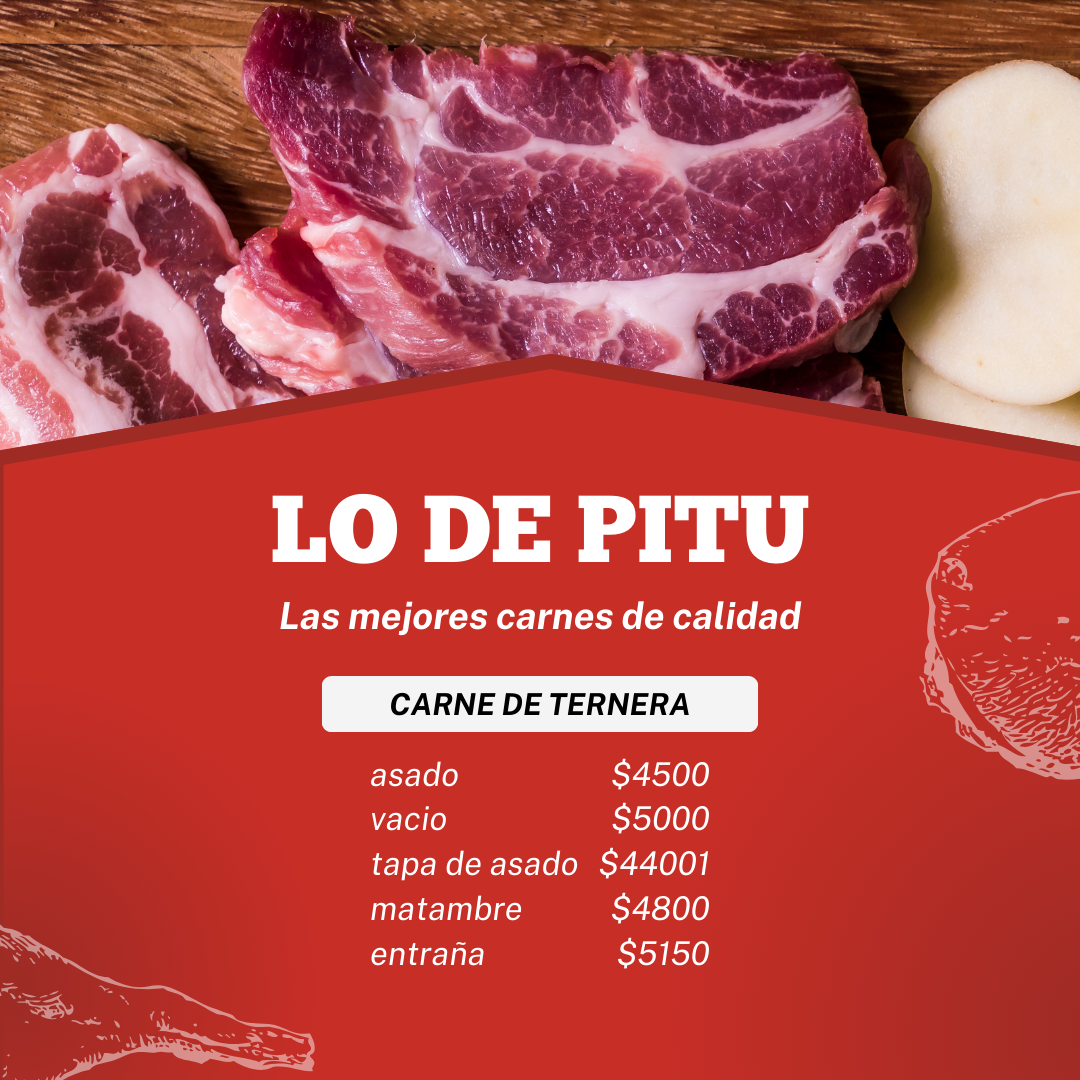 LO DE PITU
Las mejores carnes de calidad
CARNE DE TERNERA
asado $4500
vacio $5000
tapa de asado $44001
matambre $4800
entraña $5150